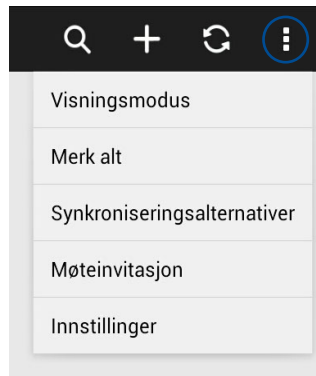 Visningsmodus
Merk alt
Synkroniseringsalternativer
Møteinvitasjon
Innstillinger